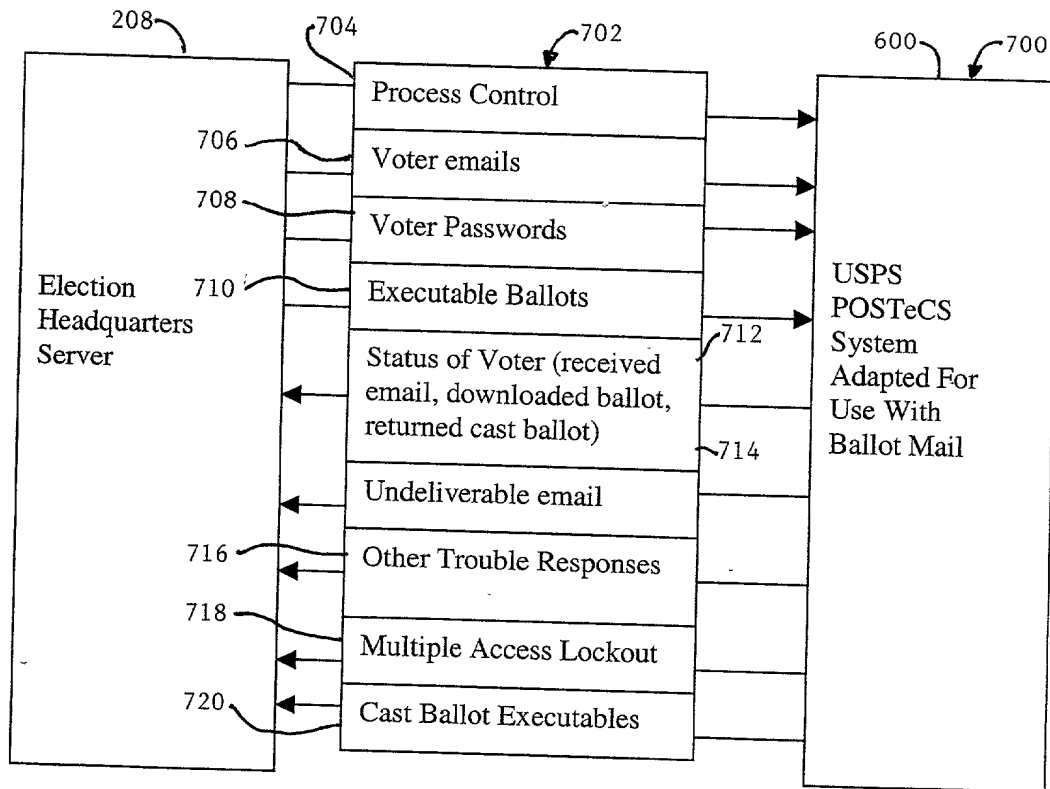 208
704
702
600
700
Process Control
706
Voter emails
708
Voter Passwords
710
Executable Ballots
Election
Headquarters
Server
712
Status of Voter (received
email, downloaded ballot,
returned cast ballot)
714
Undeliverable email
716
Other Trouble Responses
718
Multiple Access Lockout
720
Cast Ballot Executables
USPS
POSTeCS
System
Adapted For
Use With
Ballot Mail